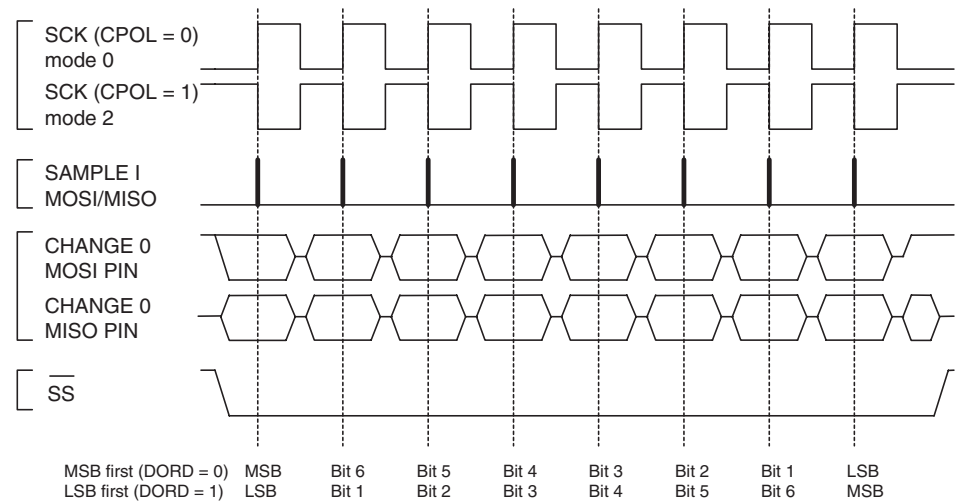 SCK (CPOL = 0)
mode 0
SCK (CPOL = 1)
mode 2
SAMPLE I
MOSI/MISO
CHANGE 0
MOSI PIN
CHANGE 0
MISO PIN
SS
MSB first (DORD = 0) MSB Bit 6 Bit 5 Bit 4 Bit 3 Bit 2 Bit 1 LSB
LSB first (DORD = 1) LSB Bit 1 Bit 2 Bit 3 Bit 4 Bit 5 Bit 6 MSB